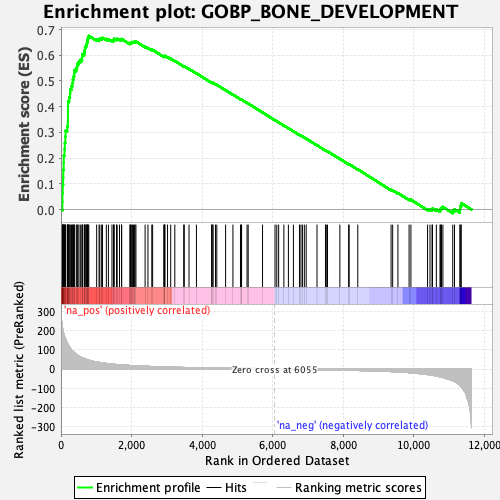 Enrichment plot: GOBP_BONE_DEVELOPMENT
Enrichment score (ES)
0.7
0.6
0.5
0.4
0.3
0.2
0.1
0.0
'na_pos' (positively correlated)
Ranked list metric (PreRanked)
300
200
100
0
-100
-200
-300
Zero cross at 6055
'na_neg' (negatively correlated)
0 2,000 4,000 6,000 8,000 10,000 12,000
Rank in Ordered Dataset
Enrichment profile Hits Ranking metric scores